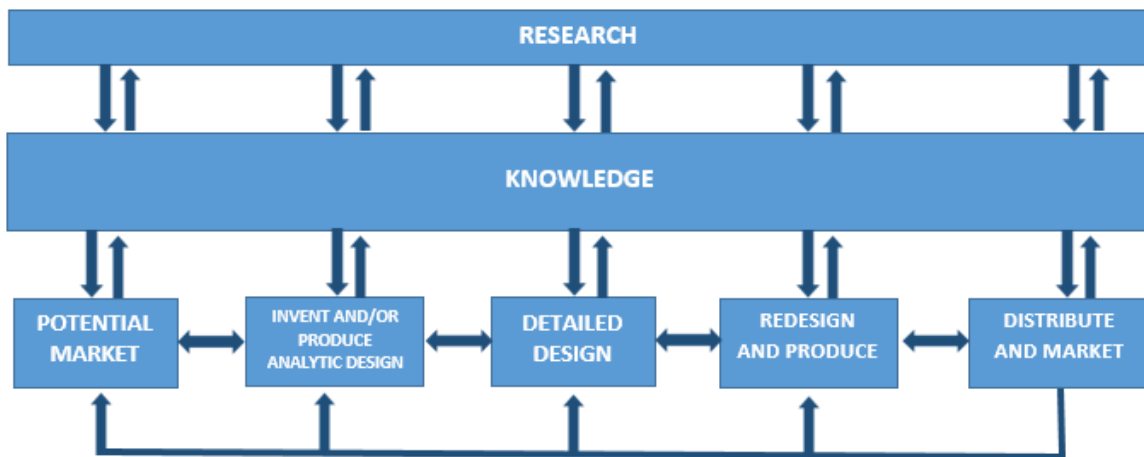 RESEARCH
KNOWLEDGE
POTENTIAL
MARKET
INVENT AND/OR
PRODUCE
ANALYTIC DESIGN
DETAILED
DESIGN
REDESIGN
AND PRODUCE
DISTRIBUTE
AND MARKET